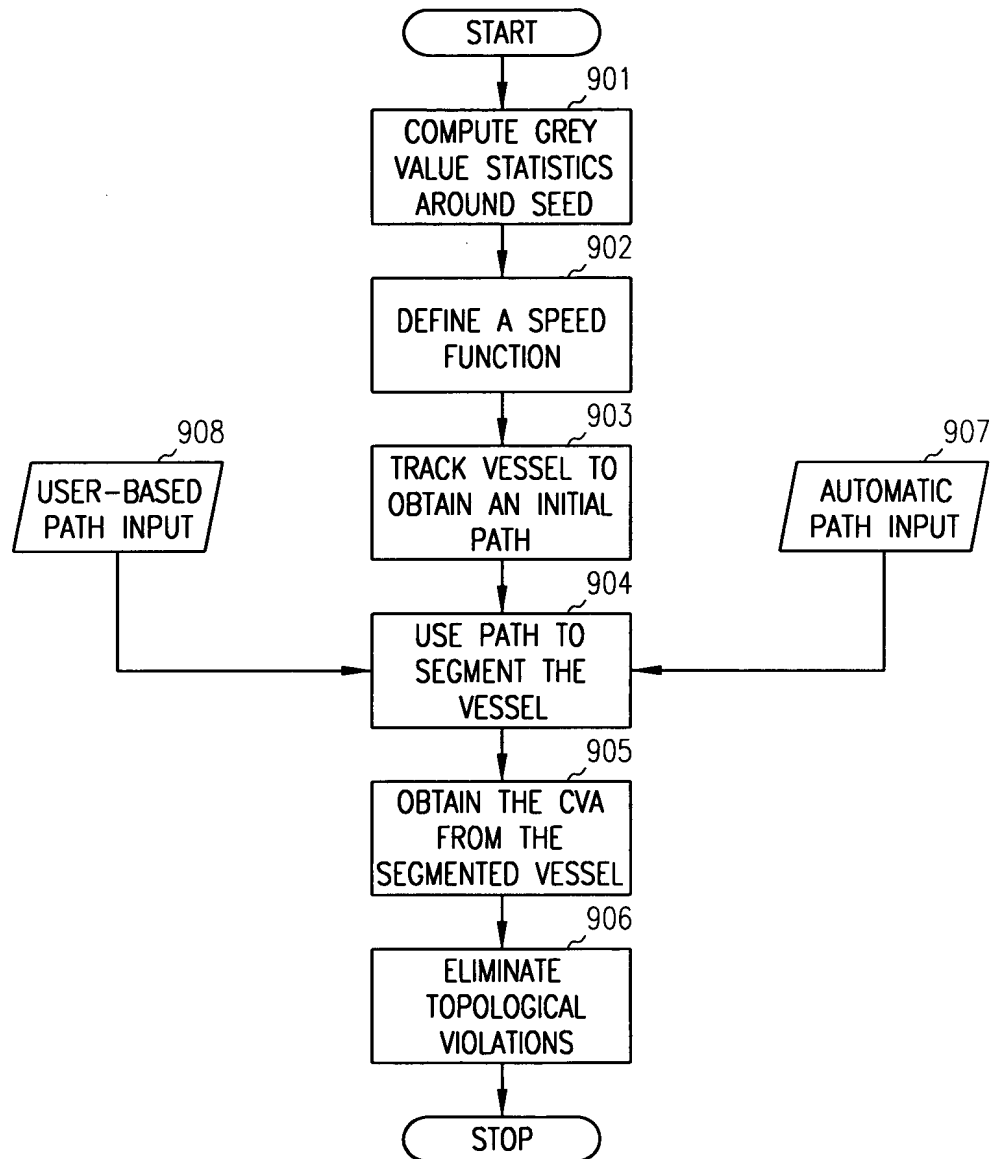 START
901
COMPUTE GREY
VALUE STATISTICS
AROUND SEED
902
DEFINE A SPEED
FUNCTION
903
TRACK VESSEL TO
OBTAIN AN INITIAL
PATH
908
USER-BASED
PATH INPUT
907
AUTOMATIC
PATH INPUT
904
USE PATH TO
SEGMENT THE
VESSEL
905
OBTAIN THE CVA
FROM THE
SEGMENTED VESSEL
906
ELIMINATE
TOPOLOGICAL
VIOLATIONS
STOP